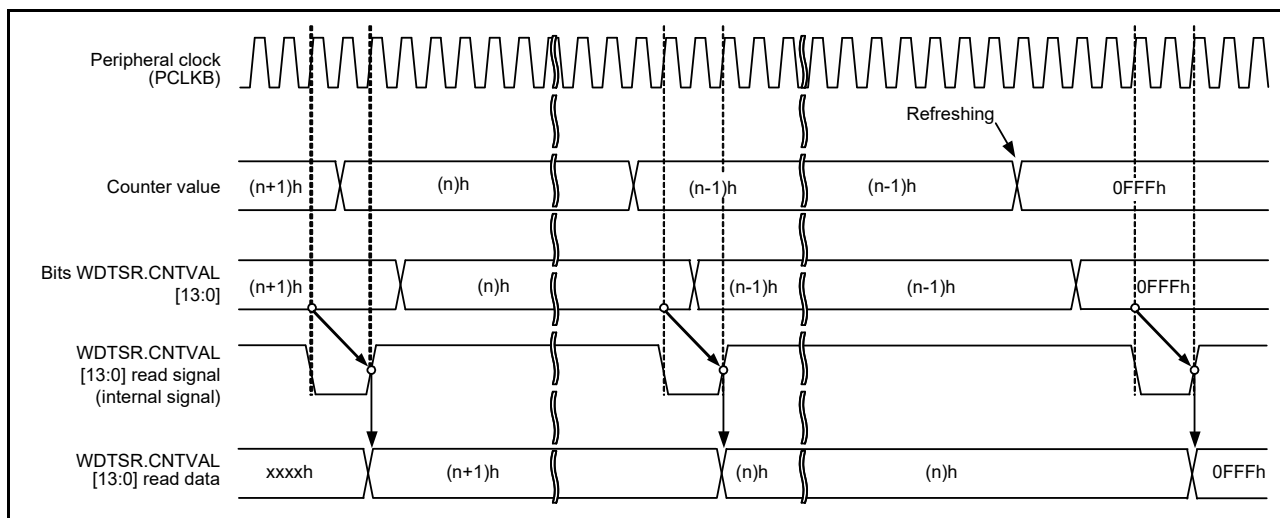 Peripheral clock
(PCLKB)
Refreshing
Counter value
(n+1)h
(n)h
(n-1)h
(n-1)h
0FFFh
Bits WDTSR.CNTVAL
[13:0]
(n+1)h
(n)h
(n-1)h
(n-1)h
0FFFh
WDTSR.CNTVAL
[13:0] read signal
(internal signal)
WDTSR.CNTVAL
[13:0] read data
xxxxh
(n+1)h
(n)h
(n)h
0FFFh